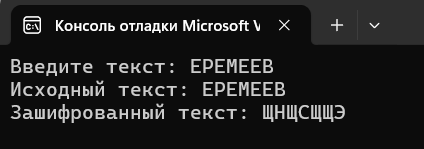 Консоль отладки Microsoft V
Введите текст: ЕРЕМЕЕВ
Исходный текст: ЕРЕМЕЕВ
Зашифрованный текст: ЩНЩСЩЩЭ